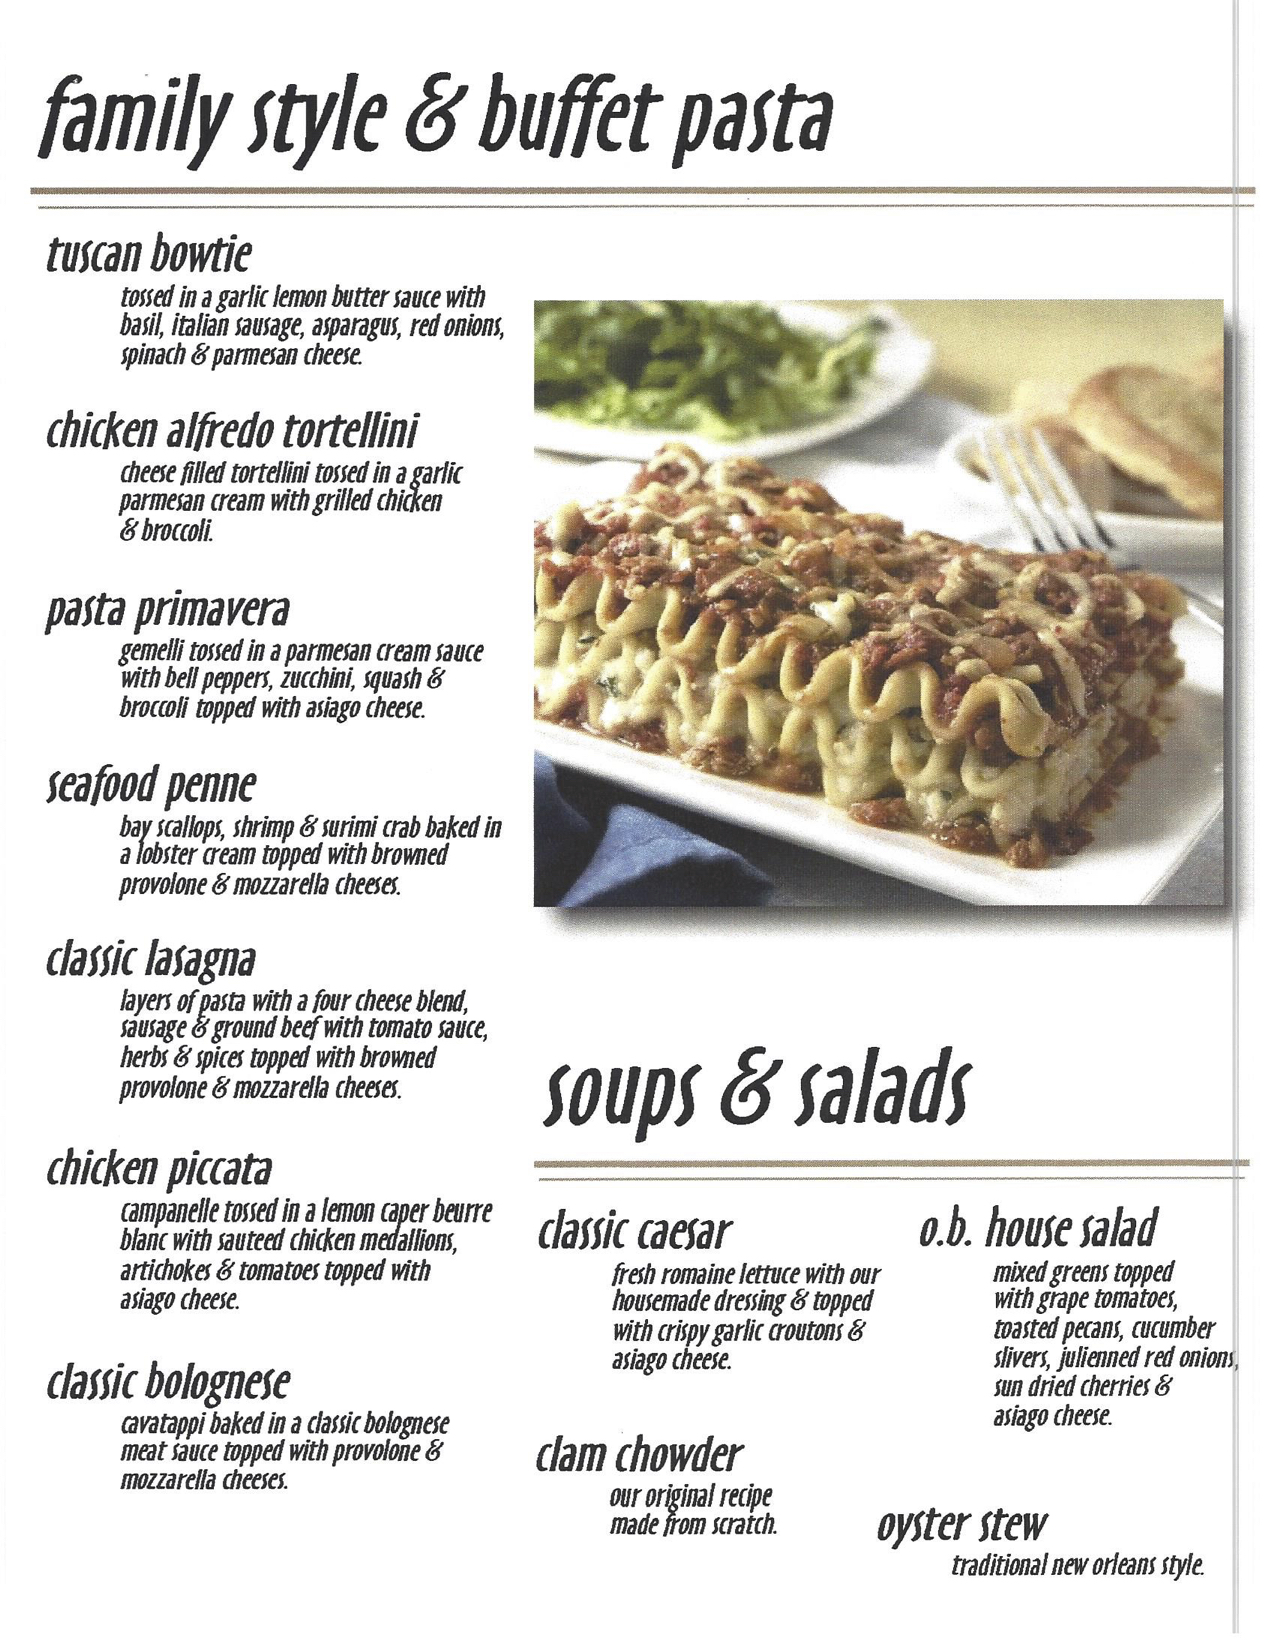 family style & buffet pasta
tuscan bowtie
tossed in a garlic lemon butter sauce with
basil, italian sausage, asparagus, red onions,
spinach & parmesan cheese.
chicken alfredo tortellini
cheese filled tortellini tossed in a garlic
parmesan cream with grilled chicken
& broccoli.
pasta primavera
gemelli tossed in a parmesan cream sauce
with bell peppers, zucchini, squash &
broccoli topped with asiago cheese.
seafood penne
bay scallops, shrimp & surimi crab baked in
a lobster cream topped with browned
provolone & mozzarella cheeses.
classic lasagna
layers of pasta with a four cheese blend,
sausage & ground beef with tomato sauce,
herbs & spices topped with browned
provolone & mozzarella cheeses.
chicken piccata
campanelle tossed in a lemon caper beurre
blanc with sauteed chicken medallions,
artichokes & tomatoes topped with
asiago cheese.
classic bolognese
cavatappi baked in a classic bolognese
meat sauce topped with provolone &
mozzarella cheeses.
soups & salads
classic caesar
fresh romaine lettuce with our
housemade dressing & topped
with crispy garlic croutons &
asiago cheese.
clam chowder
our original recipe
made from scratch.
o.b. house salad
mixed greens topped
with grape tomatoes,
toasted pecans, cucumber
slivers, julienned red onions,
sun dried cherries &
asiago cheese.
oyster stew
traditional new orleans style.